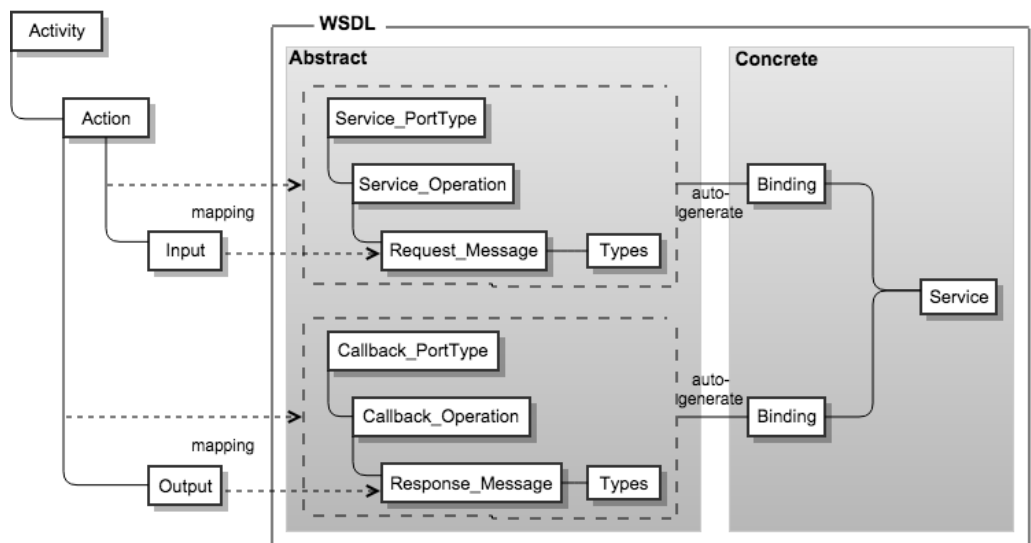 WSDL
Activity
Abstract
Concrete
Action
Service_PortType
Service_Operation
Binding
auto-
generate
mapping
Input
Request_Message
Types
Service
Callback_PortType
auto-
generate
Callback_Operation
Binding
mapping
Output
Response_Message
Types